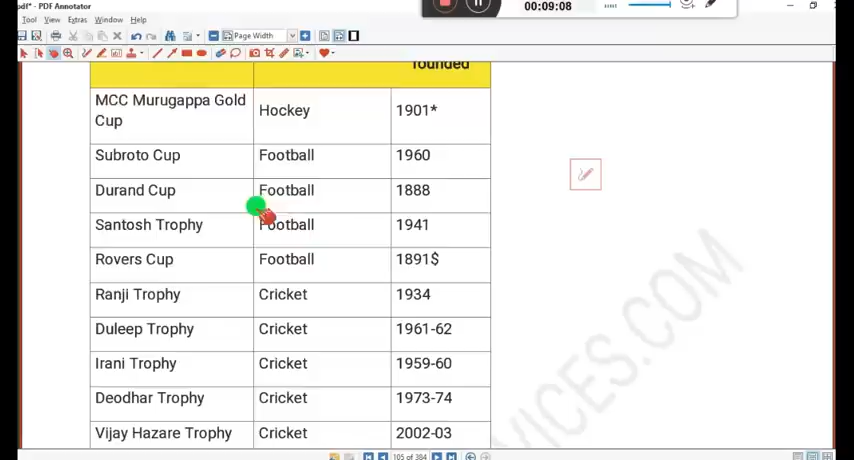 pdf* - PDF Annotator
00:09:08
Tool View Extras Window Help
Page Width
founded
MCC Murugappa Gold Cup Hockey 1901*
Subroto Cup Football 1960
Durand Cup Football 1888
Santosh Trophy Football 1941
Rovers Cup Football 1891$
Ranji Trophy Cricket 1934
Duleep Trophy Cricket 1961-62
Irani Trophy Cricket 1959-60
Deodhar Trophy Cricket 1973-74
Vijay Hazare Trophy Cricket 2002-03
VICES.COM
105 of 384